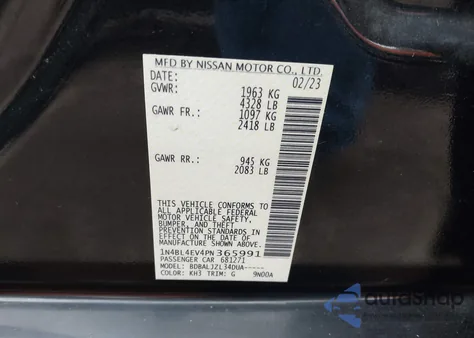 MFD BY NISSAN MOTOR CO., LTD.
DATE: 02/23
GVWR: 1963 KG
4328 LB
GAWR FR.: 1097 KG
2418 LB
GAWR RR.: 945 KG
2083 LB
THIS VEHICLE CONFORMS TO
ALL APPLICABLE FEDERAL
MOTOR VEHICLE SAFETY,
BUMPER, AND THEFT
PREVENTION STANDARDS IN
EFFECT ON THE DATE OF
MANUFACTURE SHOWN ABOVE.
1N4BL4EV4PN365991
PASSENGER CAR 681271
MODEL: BDBALJZL34DUA-----
COLOR: KH3 TRIM: G 9N00A
autoshap